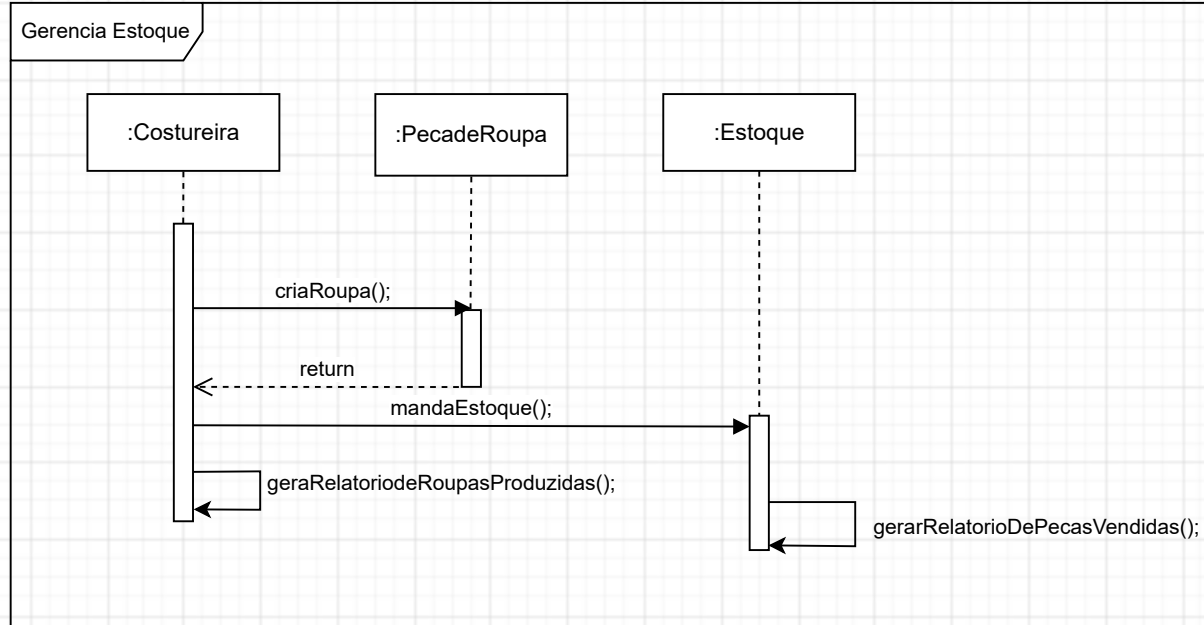 Gerencia Estoque
:Costureira
:PecadeRoupa
:Estoque
criaRoupa();
return
mandaEstoque();
geraRelatoriodeRoupasProduzidas();
gerarRelatorioDePecasVendidas();